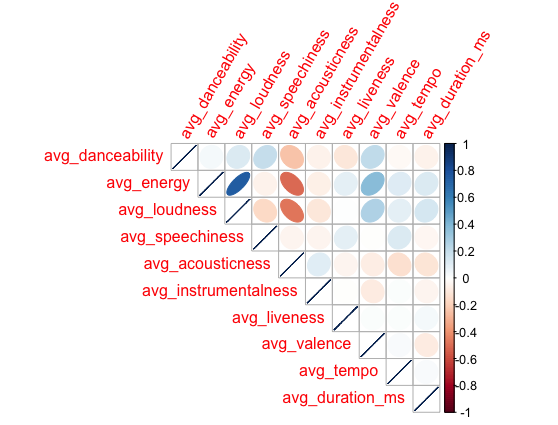 avg_danceability
avg_energy
avg_loudness
avg_speechiness
avg_acousticness
avg_instrumentalness
avg_liveness
avg_valence
avg_tempo
avg_duration_ms
avg_danceability
avg_energy
avg_loudness
avg_speechiness
avg_acousticness
avg_instrumentalness
avg_liveness
avg_valence
avg_tempo
avg_duration_ms
1
0.8
0.6
0.4
0.2
0
-0.2
-0.4
-0.6
-0.8
-1